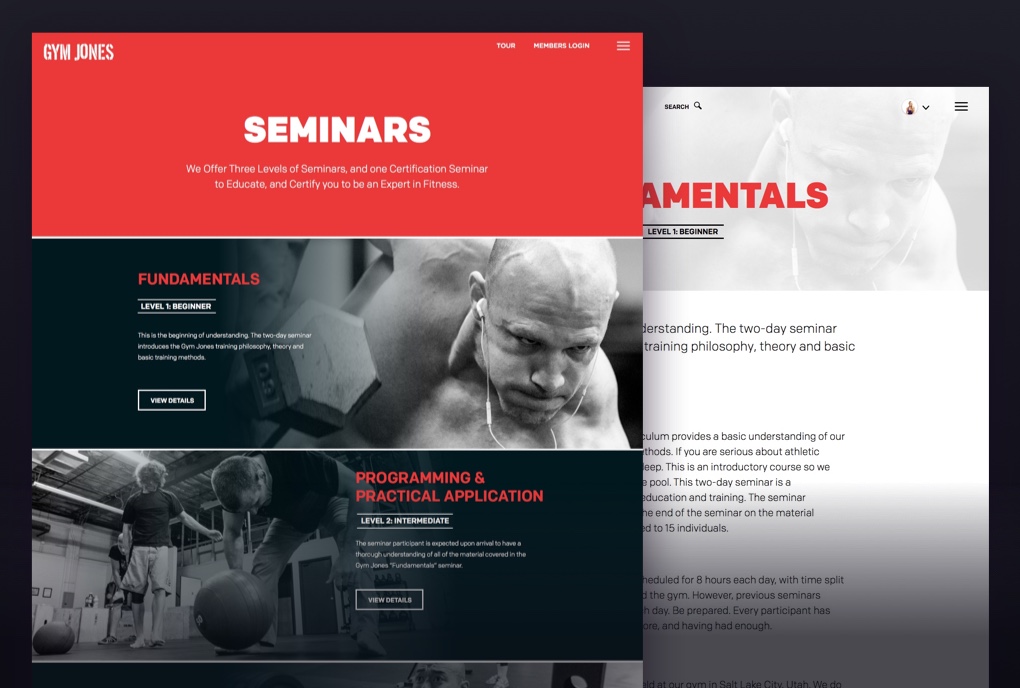 GYM JONES
TOUR
MEMBERS LOGIN
SEMINARS
We Offer Three Levels of Seminars, and one Certification Seminar
to Educate, and Certify you to be an Expert in Fitness.
FUNDAMENTALS
LEVEL 1: BEGINNER
This is the beginning of understanding. The two-day seminar
introduces the Gym Jones training philosophy, theory and
basic training methods.
VIEW DETAILS
PROGRAMMING &
PRACTICAL APPLICATION
LEVEL 2: INTERMEDIATE
The seminar participant is expected upon arrival to have a
thorough understanding of all of the material covered in the
Gym Jones "Fundamentals" seminar.
VIEW DETAILS
SEARCH
AMENTALS
LEVEL 1: BEGINNER
derstanding. The two-day seminar
training philosophy, theory and basic
culum provides a basic understanding of our
thods. If you are serious about athletic
leep. This is an introductory course so we
e pool. This two-day seminar is a
education and training. The seminar
he end of the seminar on the material
ed to 15 individuals.
heduled for 8 hours each day, with time split
d the gym. However, previous seminars
h day. Be prepared. Every participant has
ore, and having had enough.
ld at our gym in Salt Lake City, Utah. We do